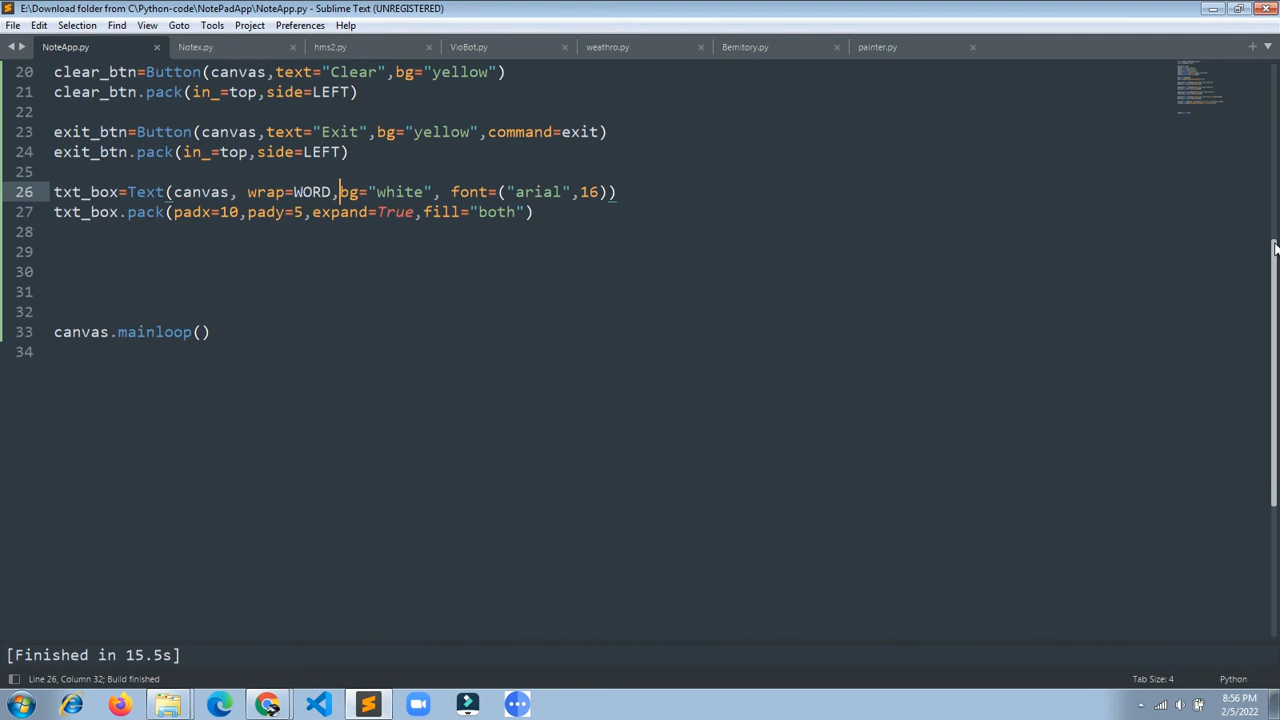 E:\Download folder from C\Python-code\NotePadApp\NoteApp.py - Sublime Text (UNREGISTERED)
File Edit Selection Find View Goto Tools Project Preferences Help
NoteApp.py Notex.py hms2.py VioBot.py weathro.py Bemitory.py painter.py
20 clear_btn=Button(canvas,text="Clear",bg="yellow")
21 clear_btn.pack(in_=top,side=LEFT)
22
23 exit_btn=Button(canvas,text="Exit",bg="yellow",command=exit)
24 exit_btn.pack(in_=top,side=LEFT)
25
26 txt_box=Text(canvas, wrap=WORD,bg="white", font=("arial",16))
27 txt_box.pack(padx=10,pady=5,expand=True,fill="both")
28
29
30
31
32
33 canvas.mainloop()
34
[Finished in 15.5s]
Line 26, Column 32; Build finished Tab Size: 4 Python
8:56 PM
2/5/2022